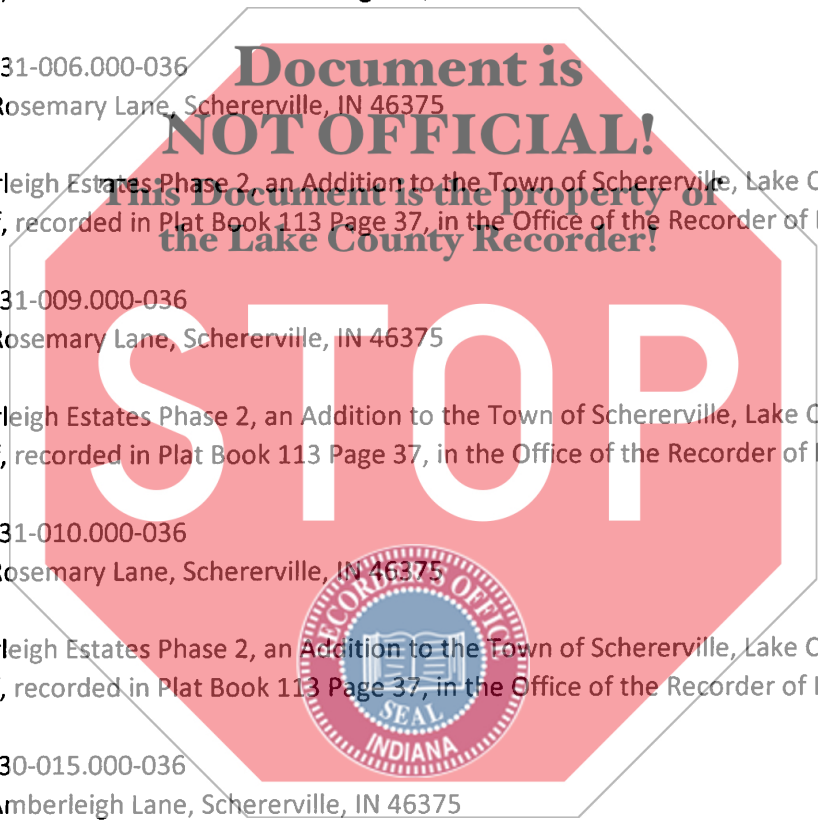 31-006.000-036
Document is
Rosemary Lane, Schererville, IN 46375
NOT OFFICIAL!
rleigh Estates Phase 2, an Addition to the Town of Schererville, Lake C
This Document is the property of
, recorded in Plat Book 113 Page 37, in the Office of the Recorder of
the Lake County Recorder!
31-009.000-036
Rosemary Lane, Schererville, IN 46375
STOP
rleigh Estates Phase 2, an Addition to the Town of Schererville, Lake C
, recorded in Plat Book 113 Page 37, in the Office of the Recorder of
31-010.000-036
Rosemary Lane, Schererville, IN 46375
RECORDER'S OFFICE
rleigh Estates Phase 2, an Addition to the Town of Schererville, Lake C
, recorded in Plat Book 113 Page 37, in the Office of the Recorder of
SEAL
INDIANA
30-015.000-036
Amberleigh Lane, Schererville, IN 46375